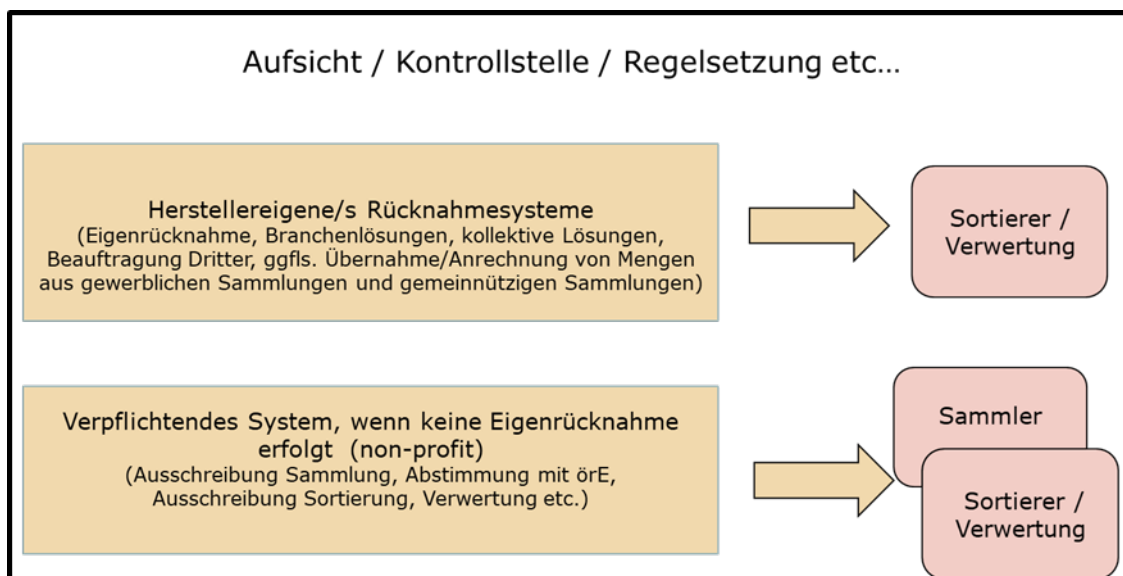 Aufsicht / Kontrollstelle / Regelsetzung etc...
Herstellereigene/s Rücknahmesysteme
(Eigenrücknahme, Branchenlösungen, kollektive Lösungen,
Beauftragung Dritter, ggfls. Übernahme/Anrechnung von Mengen
aus gewerblichen Sammlungen und gemeinnützigen Sammlungen)
Sortierer /
Verwertung
Verpflichtendes System, wenn keine Eigenrücknahme
erfolgt (non-profit)
(Ausschreibung Sammlung, Abstimmung mit örE,
Ausschreibung Sortierung, Verwertung etc.)
Sammler
Sortierer /
Verwertung